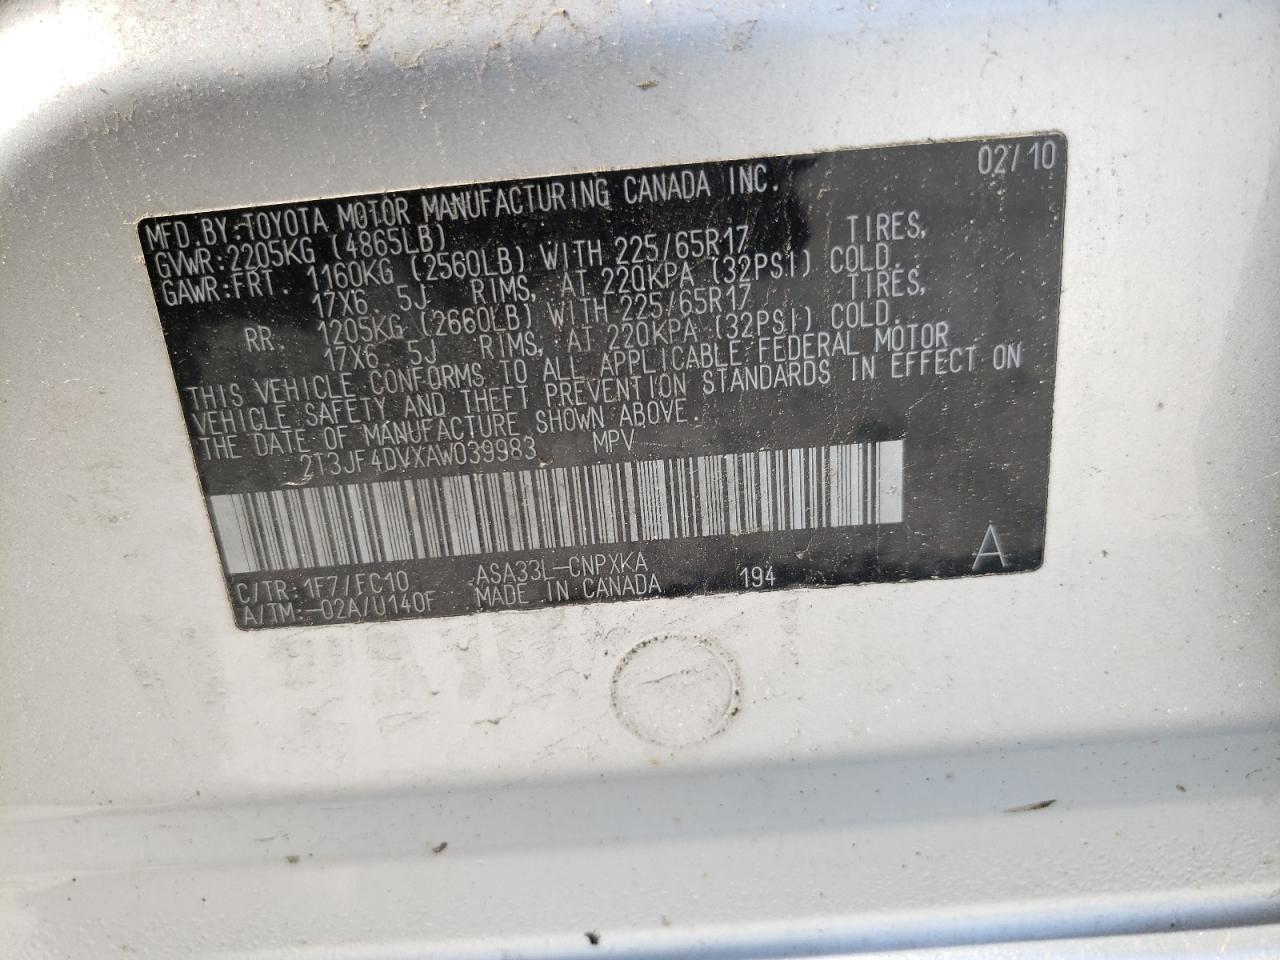 02/10
MFD.BY:TOYOTA MOTOR MANUFACTURING CANADA INC.
GVWR:2205KG (4865LB)
GAWR:FRT. 1160KG (2560LB) WITH 225/65R17 TIRES,
17X6 5J RIMS, AT 220KPA (32PSI) COLD.
RR. 1205KG (2660LB) WITH 225/65R17 TIRES,
17X6 5J RIMS, AT 220KPA (32PSI) COLD.
THIS VEHICLE CONFORMS TO ALL APPLICABLE FEDERAL MOTOR
VEHICLE SAFETY AND THEFT PREVENTION STANDARDS IN EFFECT ON
THE DATE OF MANUFACTURE SHOWN ABOVE.
2T3JF4DVXAW039983 MPV
C/TR: 1F7/FC10 ASA33L-CNPXKA 194 A
A/TM:-02A/U140F MADE IN CANADA